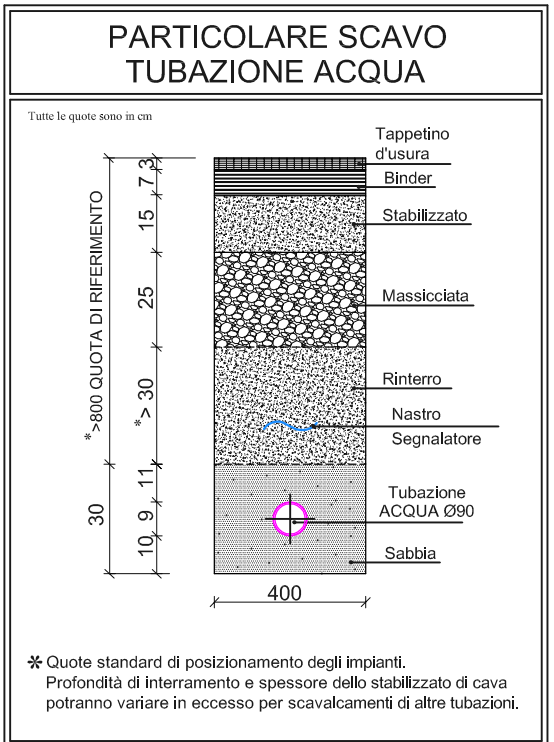 PARTICOLARE SCAVO
TUBAZIONE ACQUA
Tutte le quote sono in cm
Tappetino
d'usura
Binder
Stabilizzato
Massicciata
Rinterro
Nastro
Segnalatore
Tubazione
ACQUA Ø90
Sabbia
*>800 QUOTA DI RIFERIMENTO
30
3
7
15
25
*> 30
11
9
10
400
* Quote standard di posizionamento degli impianti.
Profondità di interramento e spessore dello stabilizzato di cava
potranno variare in eccesso per scavalcamenti di altre tubazioni.